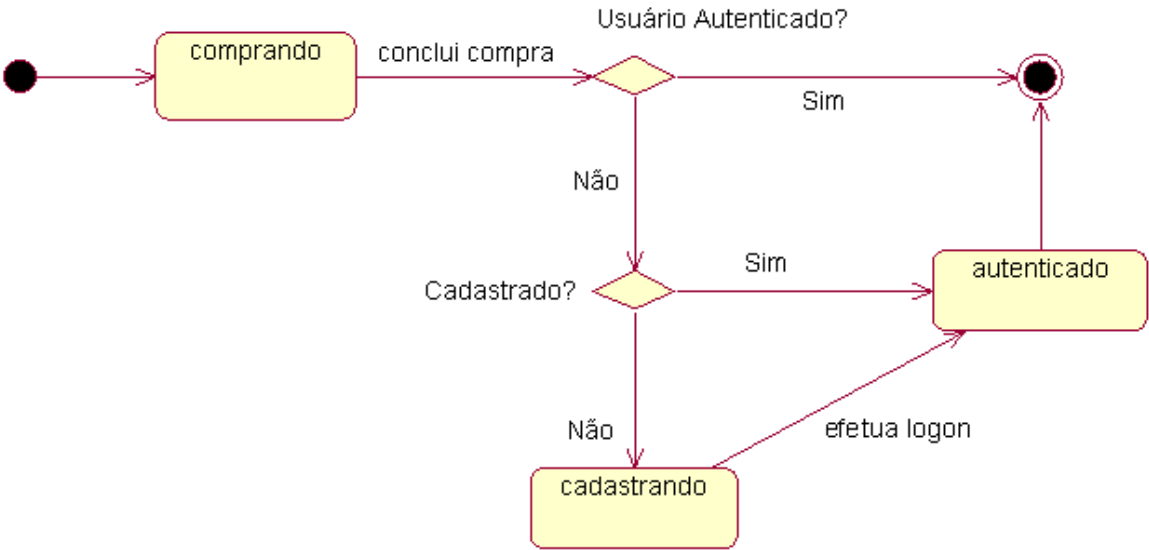 Usuário Autenticado?
comprando
conclui compra
Sim
Não
Sim
autenticado
Cadastrado?
Não
efetua logon
cadastrando